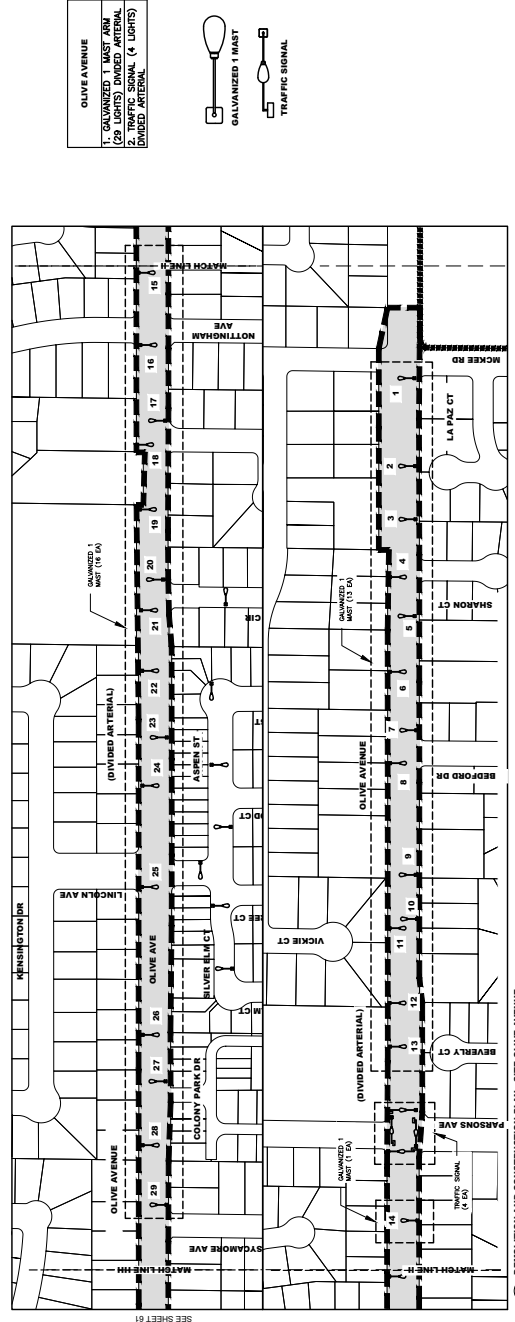 OLIVE AVENUE
1. GALVANIZED 1 MAST ARM
(29 LIGHTS) DIVIDED ARTERIAL
2. TRAFFIC SIGNAL (4 LIGHTS)
DIVIDED ARTERIAL
GALVANIZED 1 MAST
TRAFFIC SIGNAL
KENSINGTON DR
OLIVE AVENUE
(DIVIDED ARTERIAL)
GALVANIZED 1
MAST (16 EA)
LINCOLN AVE
OLIVE AVE
29
28
27
26
25
24
23
22
21
20
19
18
17
16
15
MATCH LINE HH
MATCH LINE II
SYCAMORE AVE
COLONY PARK DR
SILVER ELM CT
ASPEN ST
CIR
NOTTINGHAM
AVE
SEE SHEET 61
(DIVIDED ARTERIAL)
OLIVE AVENUE
GALVANIZED 1
MAST (1 EA)
GALVANIZED 1
MAST (13 EA)
VICKIE CT
14
13
12
11
10
9
8
7
6
5
4
3
2
1
MATCH LINE II
TRAFFIC SIGNAL
(4 EA)
PARSONS AVE
BEVERLY CT
BEDFORD DR
SHARON CT
LA PAZ CT
MCKEE RD